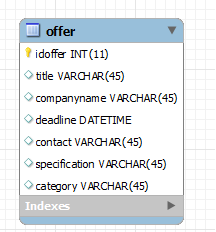 offer
idoffer INT(11)
title VARCHAR(45)
companyname VARCHAR(45)
deadline DATETIME
contact VARCHAR(45)
specification VARCHAR(45)
category VARCHAR(45)
Indexes